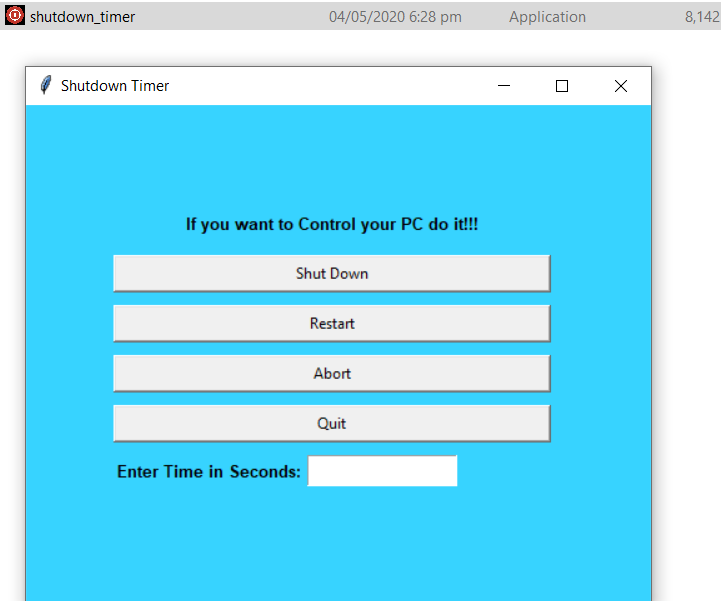 shutdown_timer 04/05/2020 6:28 pm Application 8,142
Shutdown Timer
If you want to Control your PC do it!!!
Shut Down
Restart
Abort
Quit
Enter Time in Seconds: